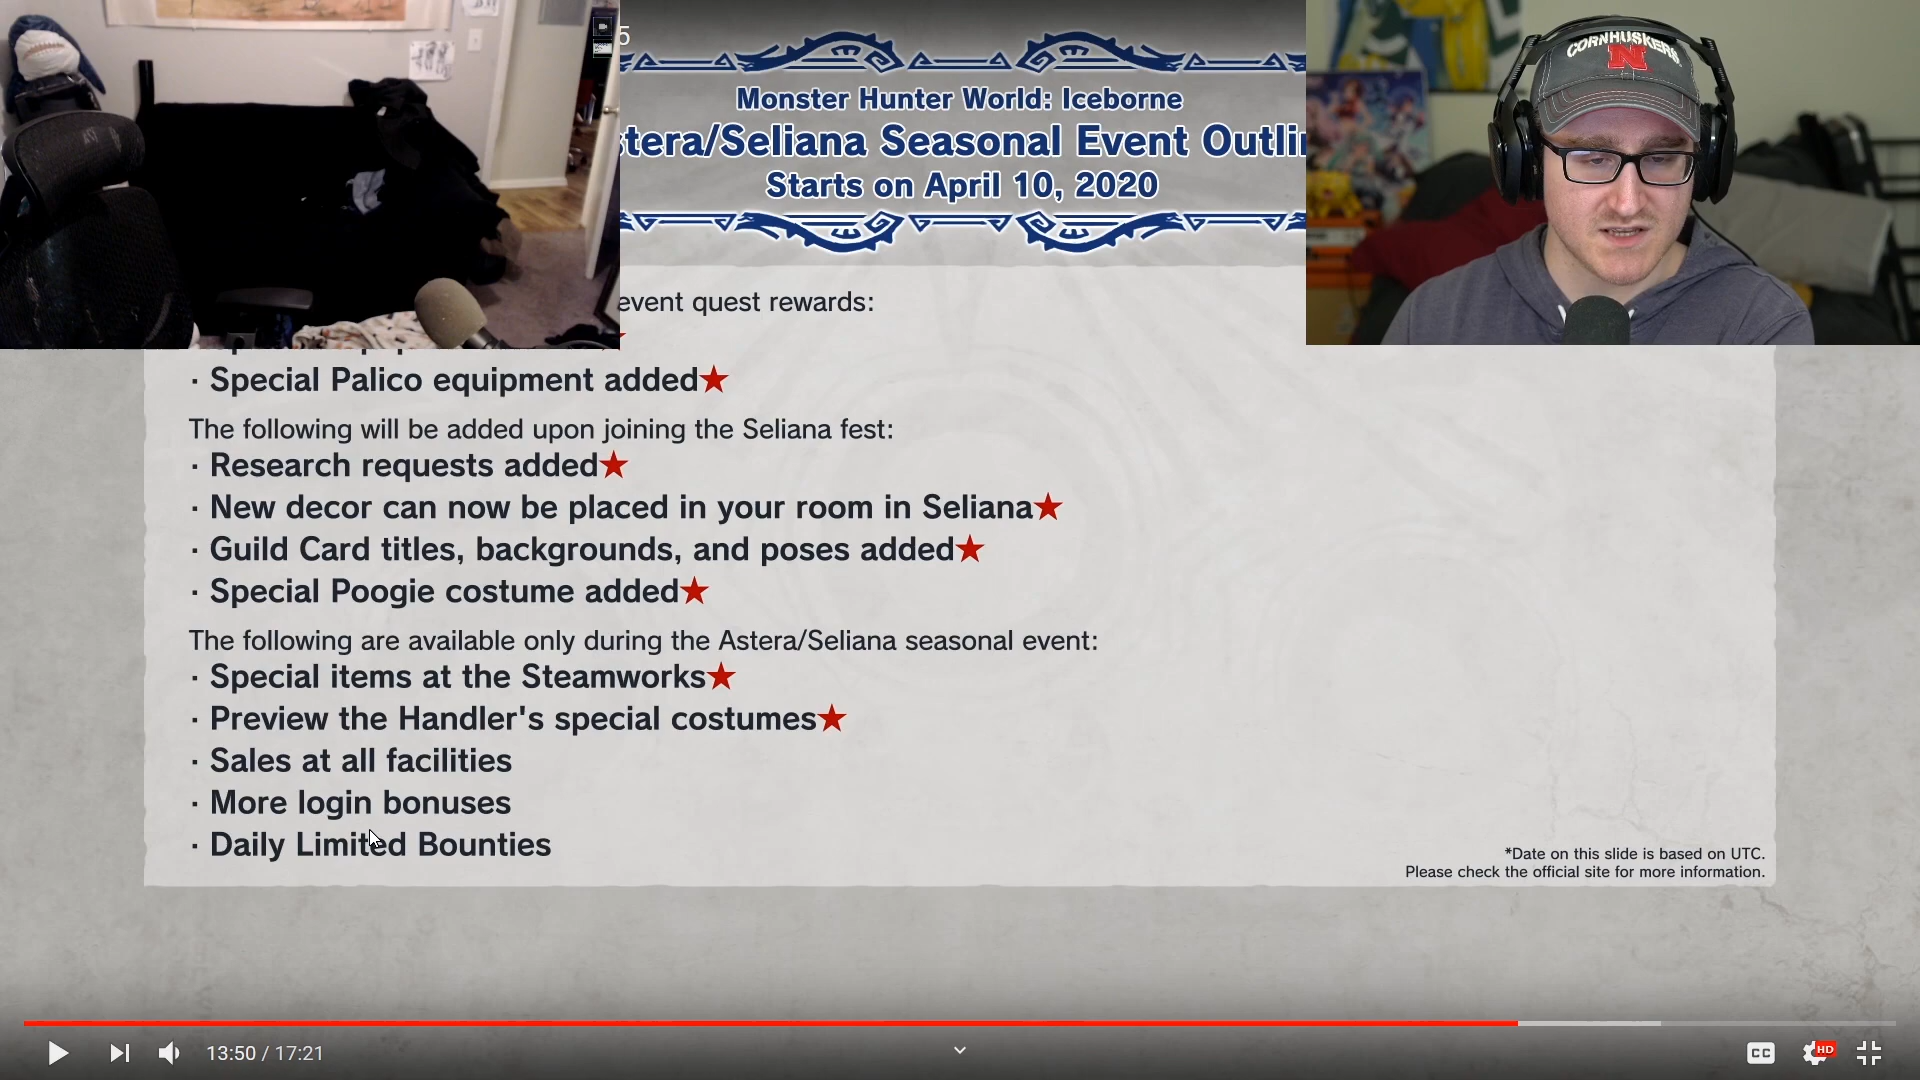 CORNHUSKERS
N
5
Monster Hunter World: Iceborne
stera/Seliana Seasonal Event Outlin
Starts on April 10, 2020
event quest rewards:
· Special Palico equipment added★
The following will be added upon joining the Seliana fest:
· Research requests added★
· New decor can now be placed in your room in Seliana★
· Guild Card titles, backgrounds, and poses added★
· Special Poogie costume added★
The following are available only during the Astera/Seliana seasonal event:
· Special items at the Steamworks★
· Preview the Handler's special costumes★
· Sales at all facilities
· More login bonuses
· Daily Limited Bounties
*Date on this slide is based on UTC.
Please check the official site for more information.
13:50 / 17:21
CC
HD